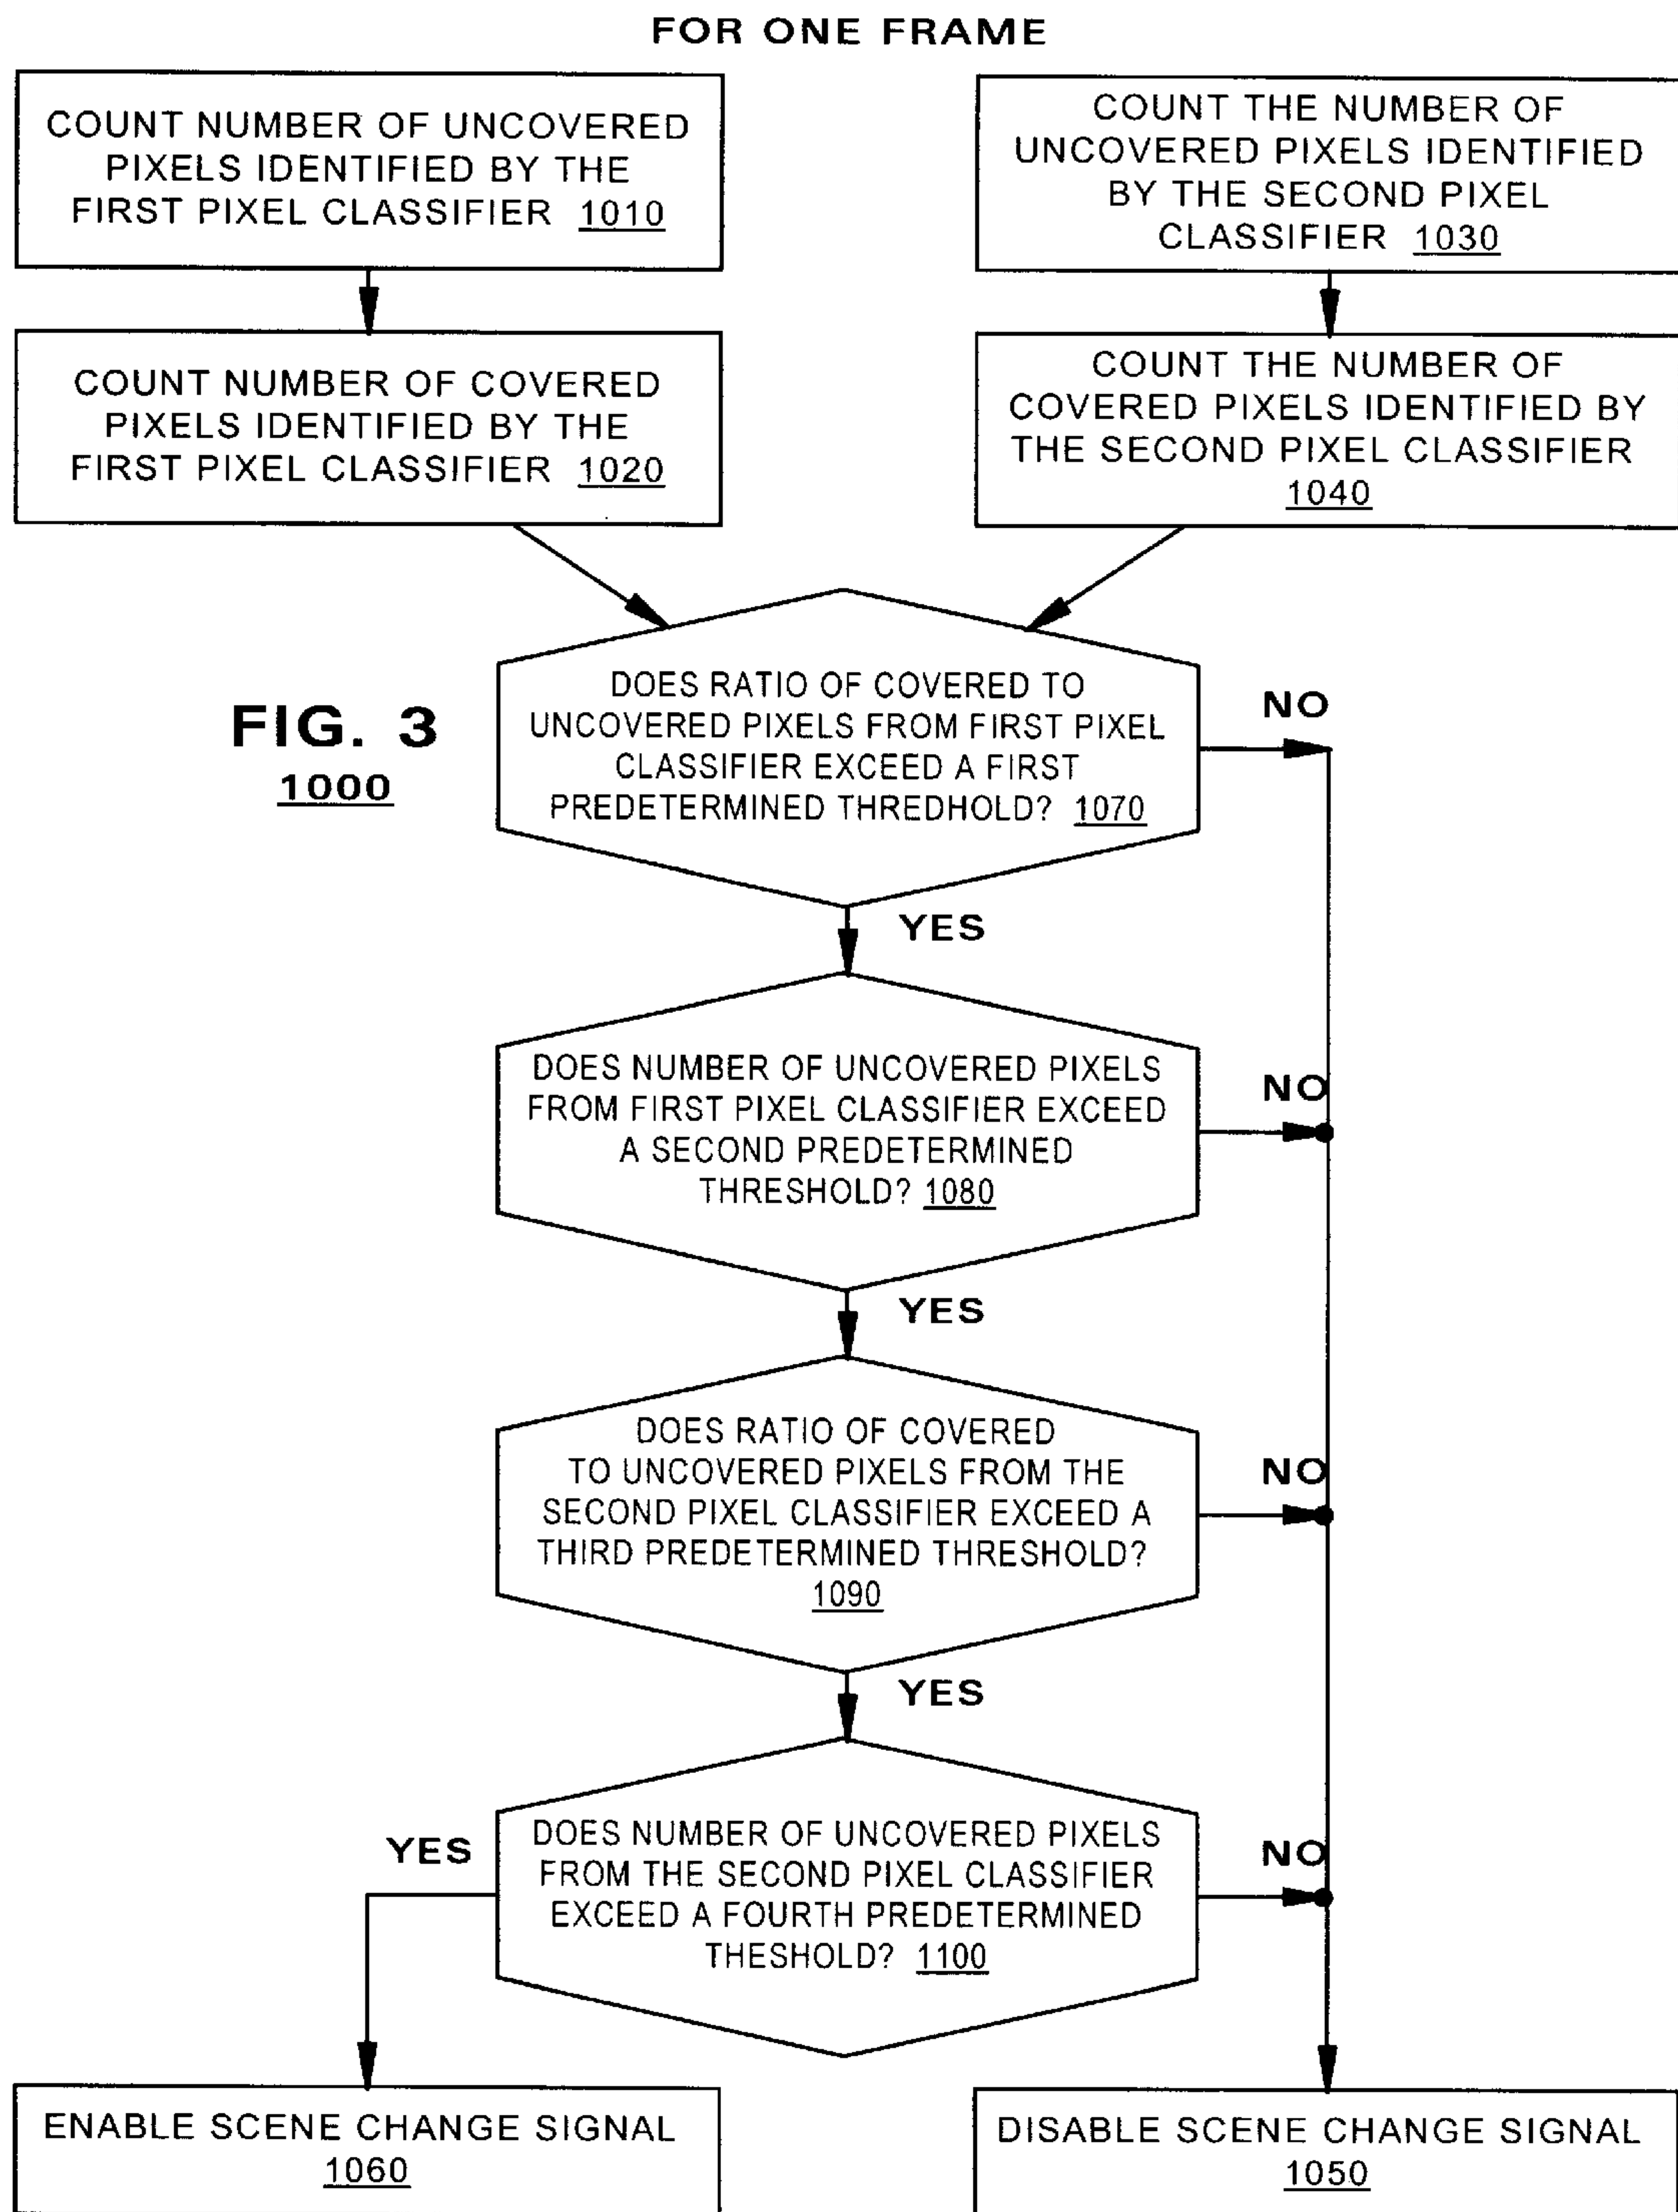 FOR ONE FRAME
COUNT NUMBER OF UNCOVERED
PIXELS IDENTIFIED BY THE
FIRST PIXEL CLASSIFIER 1010
COUNT THE NUMBER OF
UNCOVERED PIXELS IDENTIFIED
BY THE SECOND PIXEL
CLASSIFIER 1030
COUNT NUMBER OF COVERED
PIXELS IDENTIFIED BY THE
FIRST PIXEL CLASSIFIER 1020
COUNT THE NUMBER OF
COVERED PIXELS IDENTIFIED BY
THE SECOND PIXEL CLASSIFIER
1040
FIG. 3
1000
DOES RATIO OF COVERED TO
UNCOVERED PIXELS FROM FIRST PIXEL
CLASSIFIER EXCEED A FIRST
PREDETERMINED THREDHOLD? 1070
NO
YES
DOES NUMBER OF UNCOVERED PIXELS
FROM FIRST PIXEL CLASSIFIER EXCEED
A SECOND PREDETERMINED
THRESHOLD? 1080
NO
YES
DOES RATIO OF COVERED
TO UNCOVERED PIXELS FROM THE
SECOND PIXEL CLASSIFIER EXCEED A
THIRD PREDETERMINED THRESHOLD?
1090
NO
YES
YES
DOES NUMBER OF UNCOVERED PIXELS
FROM THE SECOND PIXEL CLASSIFIER
EXCEED A FOURTH PREDETERMINED
THESHOLD? 1100
NO
ENABLE SCENE CHANGE SIGNAL
1060
DISABLE SCENE CHANGE SIGNAL
1050